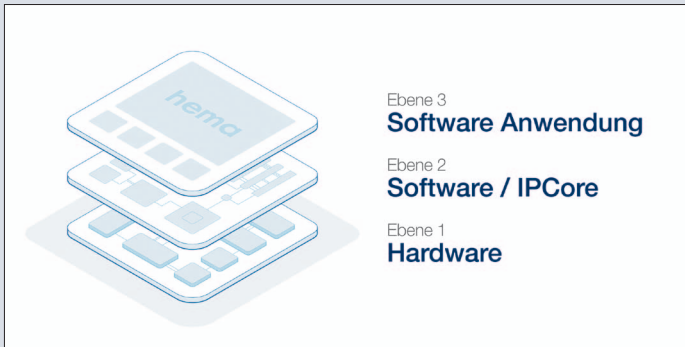 hema
Ebene 3
Software Anwendung
Ebene 2
Software / IPCore
Ebene 1
Hardware